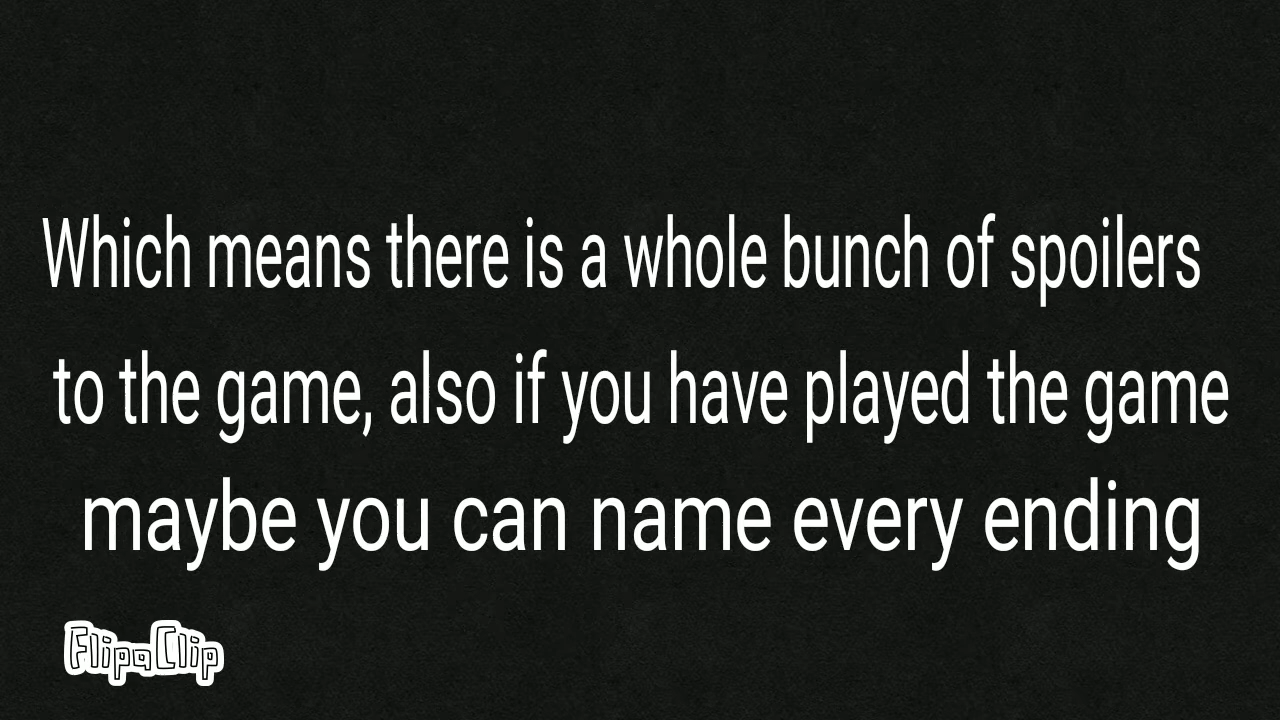 Which means there is a whole bunch of spoilers
to the game, also if you have played the game
maybe you can name every ending
FlipaClip